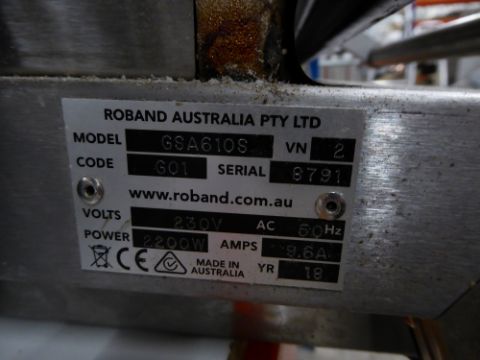 ROBAND AUSTRALIA PTY LTD
MODEL GSA610S VN 2
CODE G01 SERIAL 8791
www.roband.com.au
VOLTS 230V AC 50Hz
POWER 2200W AMPS 9.6A
CE MADE IN AUSTRALIA YR 18